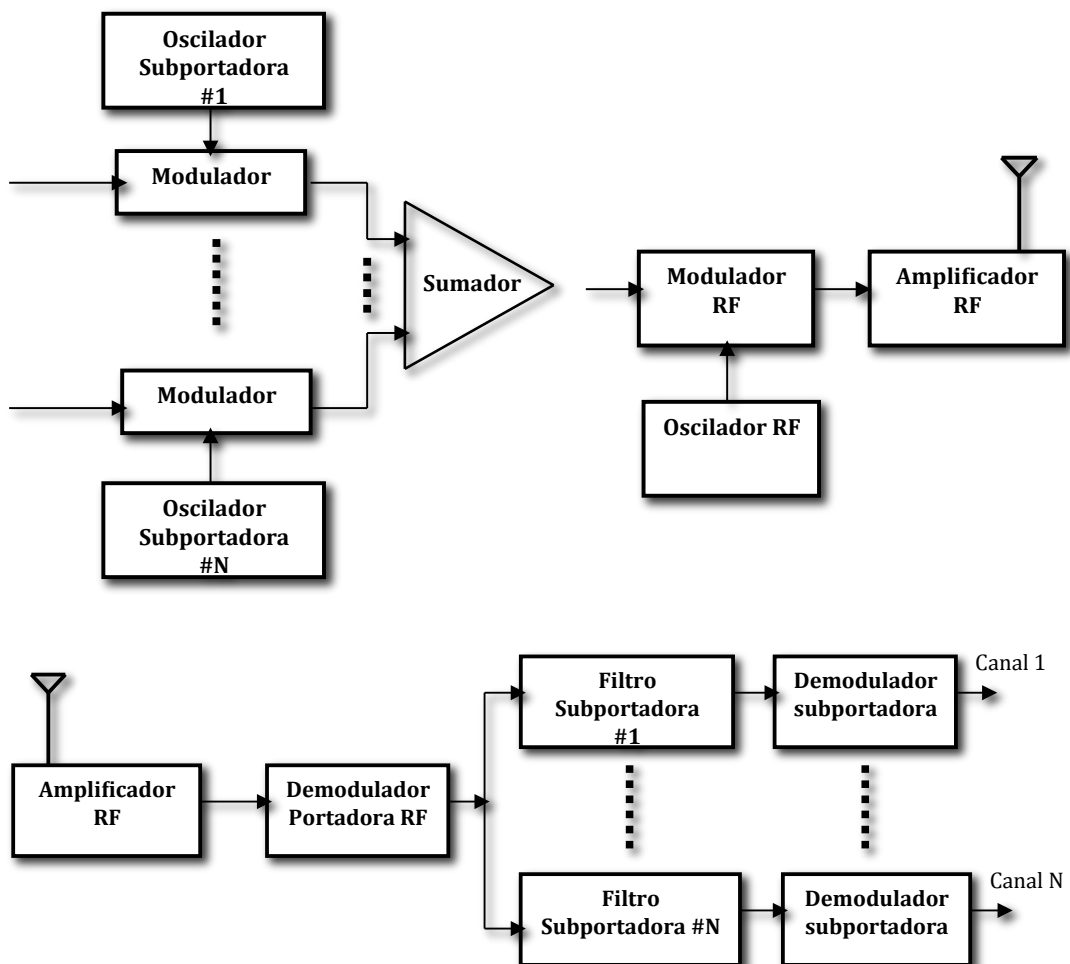 Oscilador
Subportadora
#1
Modulador
Sumador
Modulador
RF
Amplificador
RF
Modulador
Oscilador RF
Oscilador
Subportadora
#N
Filtro
Subportadora
#1
Demodulador
subportadora
Canal 1
Amplificador
RF
Demodulador
Portadora RF
Filtro
Subportadora #N
Demodulador
subportadora
Canal N